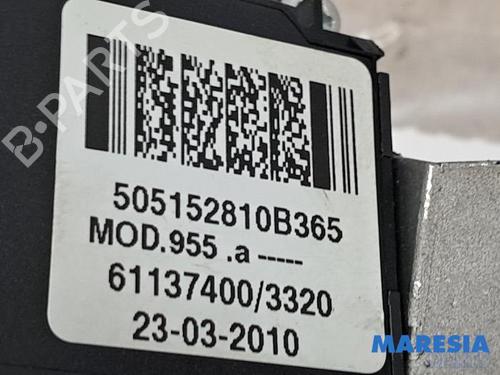 505152810B365
MOD.955 .a -----
61137400/3320
23-03-2010
B-PARTS
MARESIA